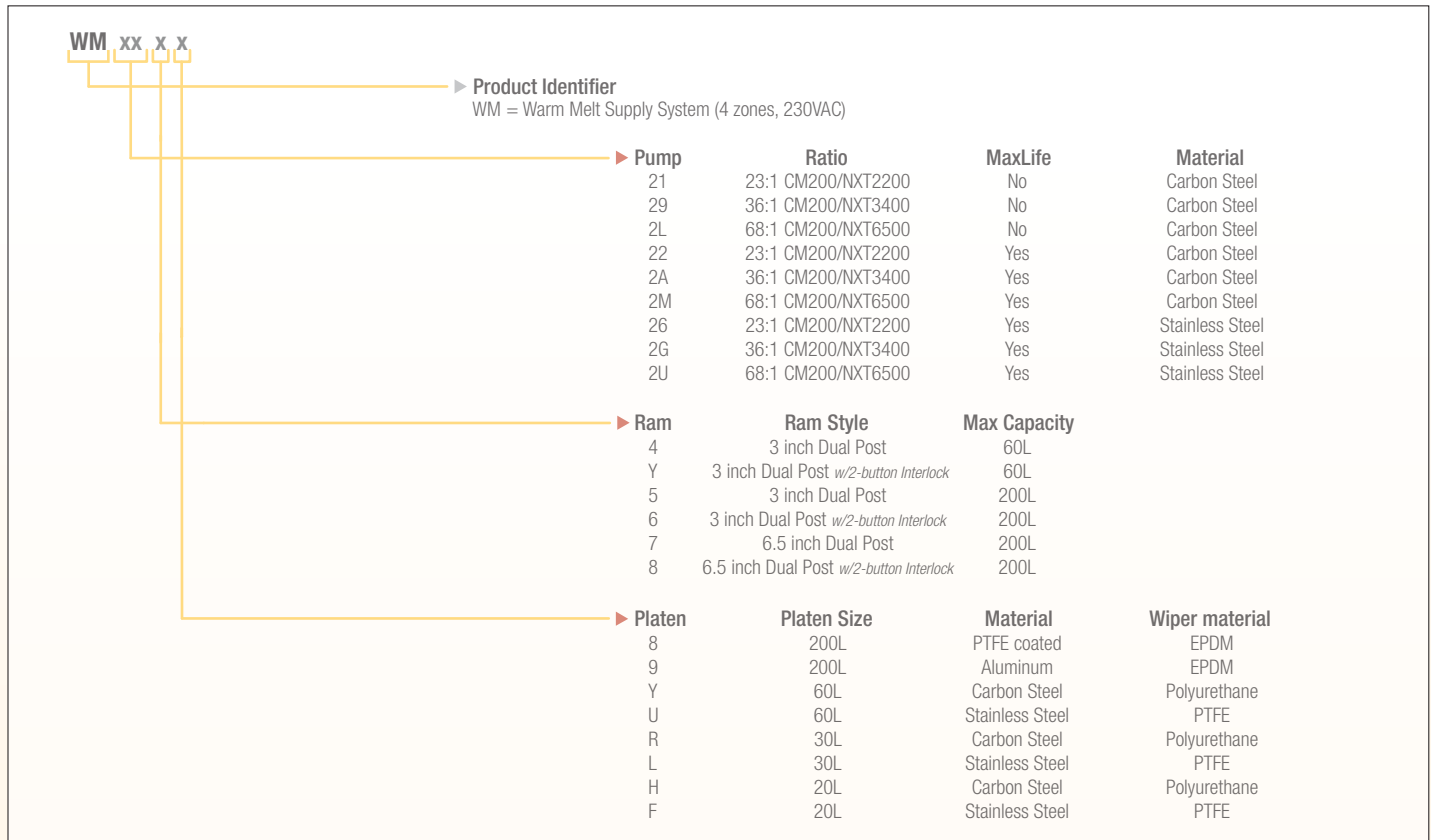 WM xx x x
Product Identifier
WM = Warm Melt Supply System (4 zones, 230VAC)
Pump Ratio MaxLife Material
21 23:1 CM200/NXT2200 No Carbon Steel
29 36:1 CM200/NXT3400 No Carbon Steel
2L 68:1 CM200/NXT6500 No Carbon Steel
22 23:1 CM200/NXT2200 Yes Carbon Steel
2A 36:1 CM200/NXT3400 Yes Carbon Steel
2M 68:1 CM200/NXT6500 Yes Carbon Steel
26 23:1 CM200/NXT2200 Yes Stainless Steel
2G 36:1 CM200/NXT3400 Yes Stainless Steel
2U 68:1 CM200/NXT6500 Yes Stainless Steel
Ram Ram Style Max Capacity
4 3 inch Dual Post 60L
Y 3 inch Dual Post w/2-button Interlock 60L
5 3 inch Dual Post 200L
6 3 inch Dual Post w/2-button Interlock 200L
7 6.5 inch Dual Post 200L
8 6.5 inch Dual Post w/2-button Interlock 200L
Platen Platen Size Material Wiper material
8 200L PTFE coated EPDM
9 200L Aluminum EPDM
Y 60L Carbon Steel Polyurethane
U 60L Stainless Steel PTFE
R 30L Carbon Steel Polyurethane
L 30L Stainless Steel PTFE
H 20L Carbon Steel Polyurethane
F 20L Stainless Steel PTFE